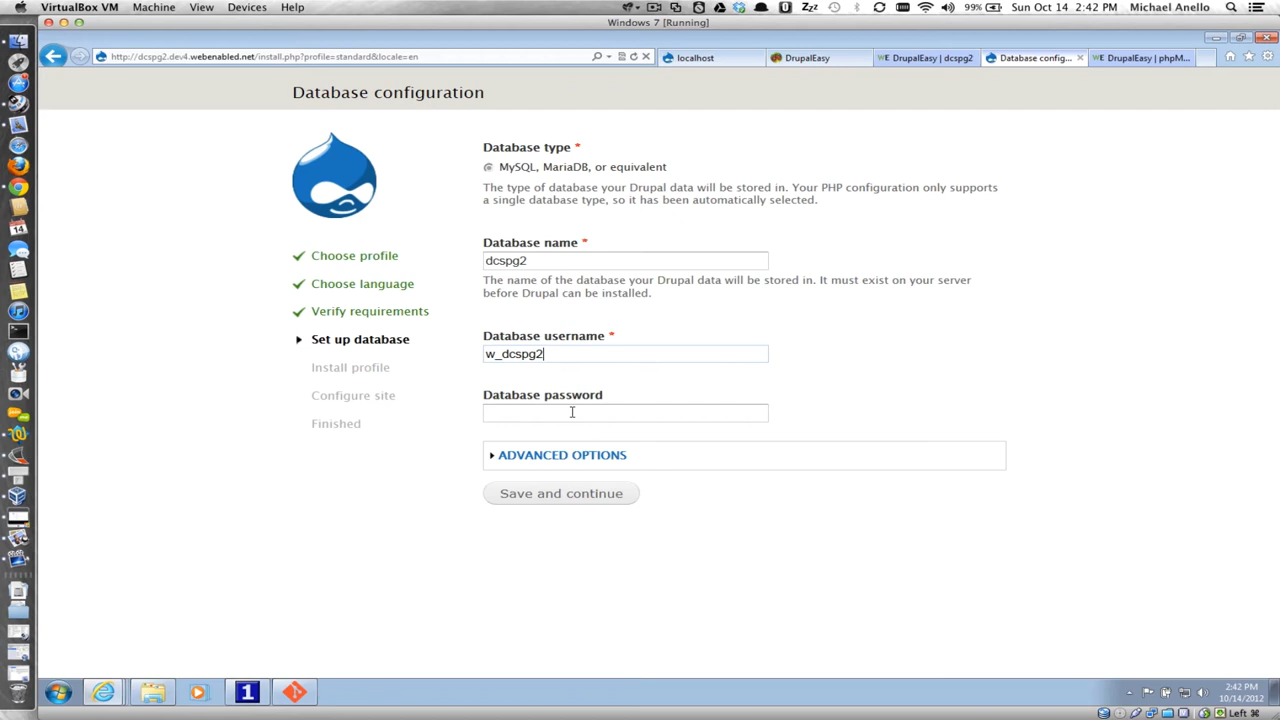 VirtualBox VM Machine View Devices Help
99% Sun Oct 14 2:42 PM Michael Anello
Windows 7 [Running]
http://dcspg2.dev4.webenabled.net/install.php?profile=standard&locale=en
localhost
DrupalEasy
WE DrupalEasy | dcspg2
Database config...
WE DrupalEasy | phpM...
Database configuration
Choose profile
Choose language
Verify requirements
Set up database
Install profile
Configure site
Finished
Database type *
MySQL, MariaDB, or equivalent
The type of database your Drupal data will be stored in. Your PHP configuration only supports
a single database type, so it has been automatically selected.
Database name *
dcspg2
The name of the database your Drupal data will be stored in. It must exist on your server
before Drupal can be installed.
Database username *
w_dcspg2
Database password
ADVANCED OPTIONS
Save and continue
14
1
2:42 PM
10/14/2012
Left ⌘